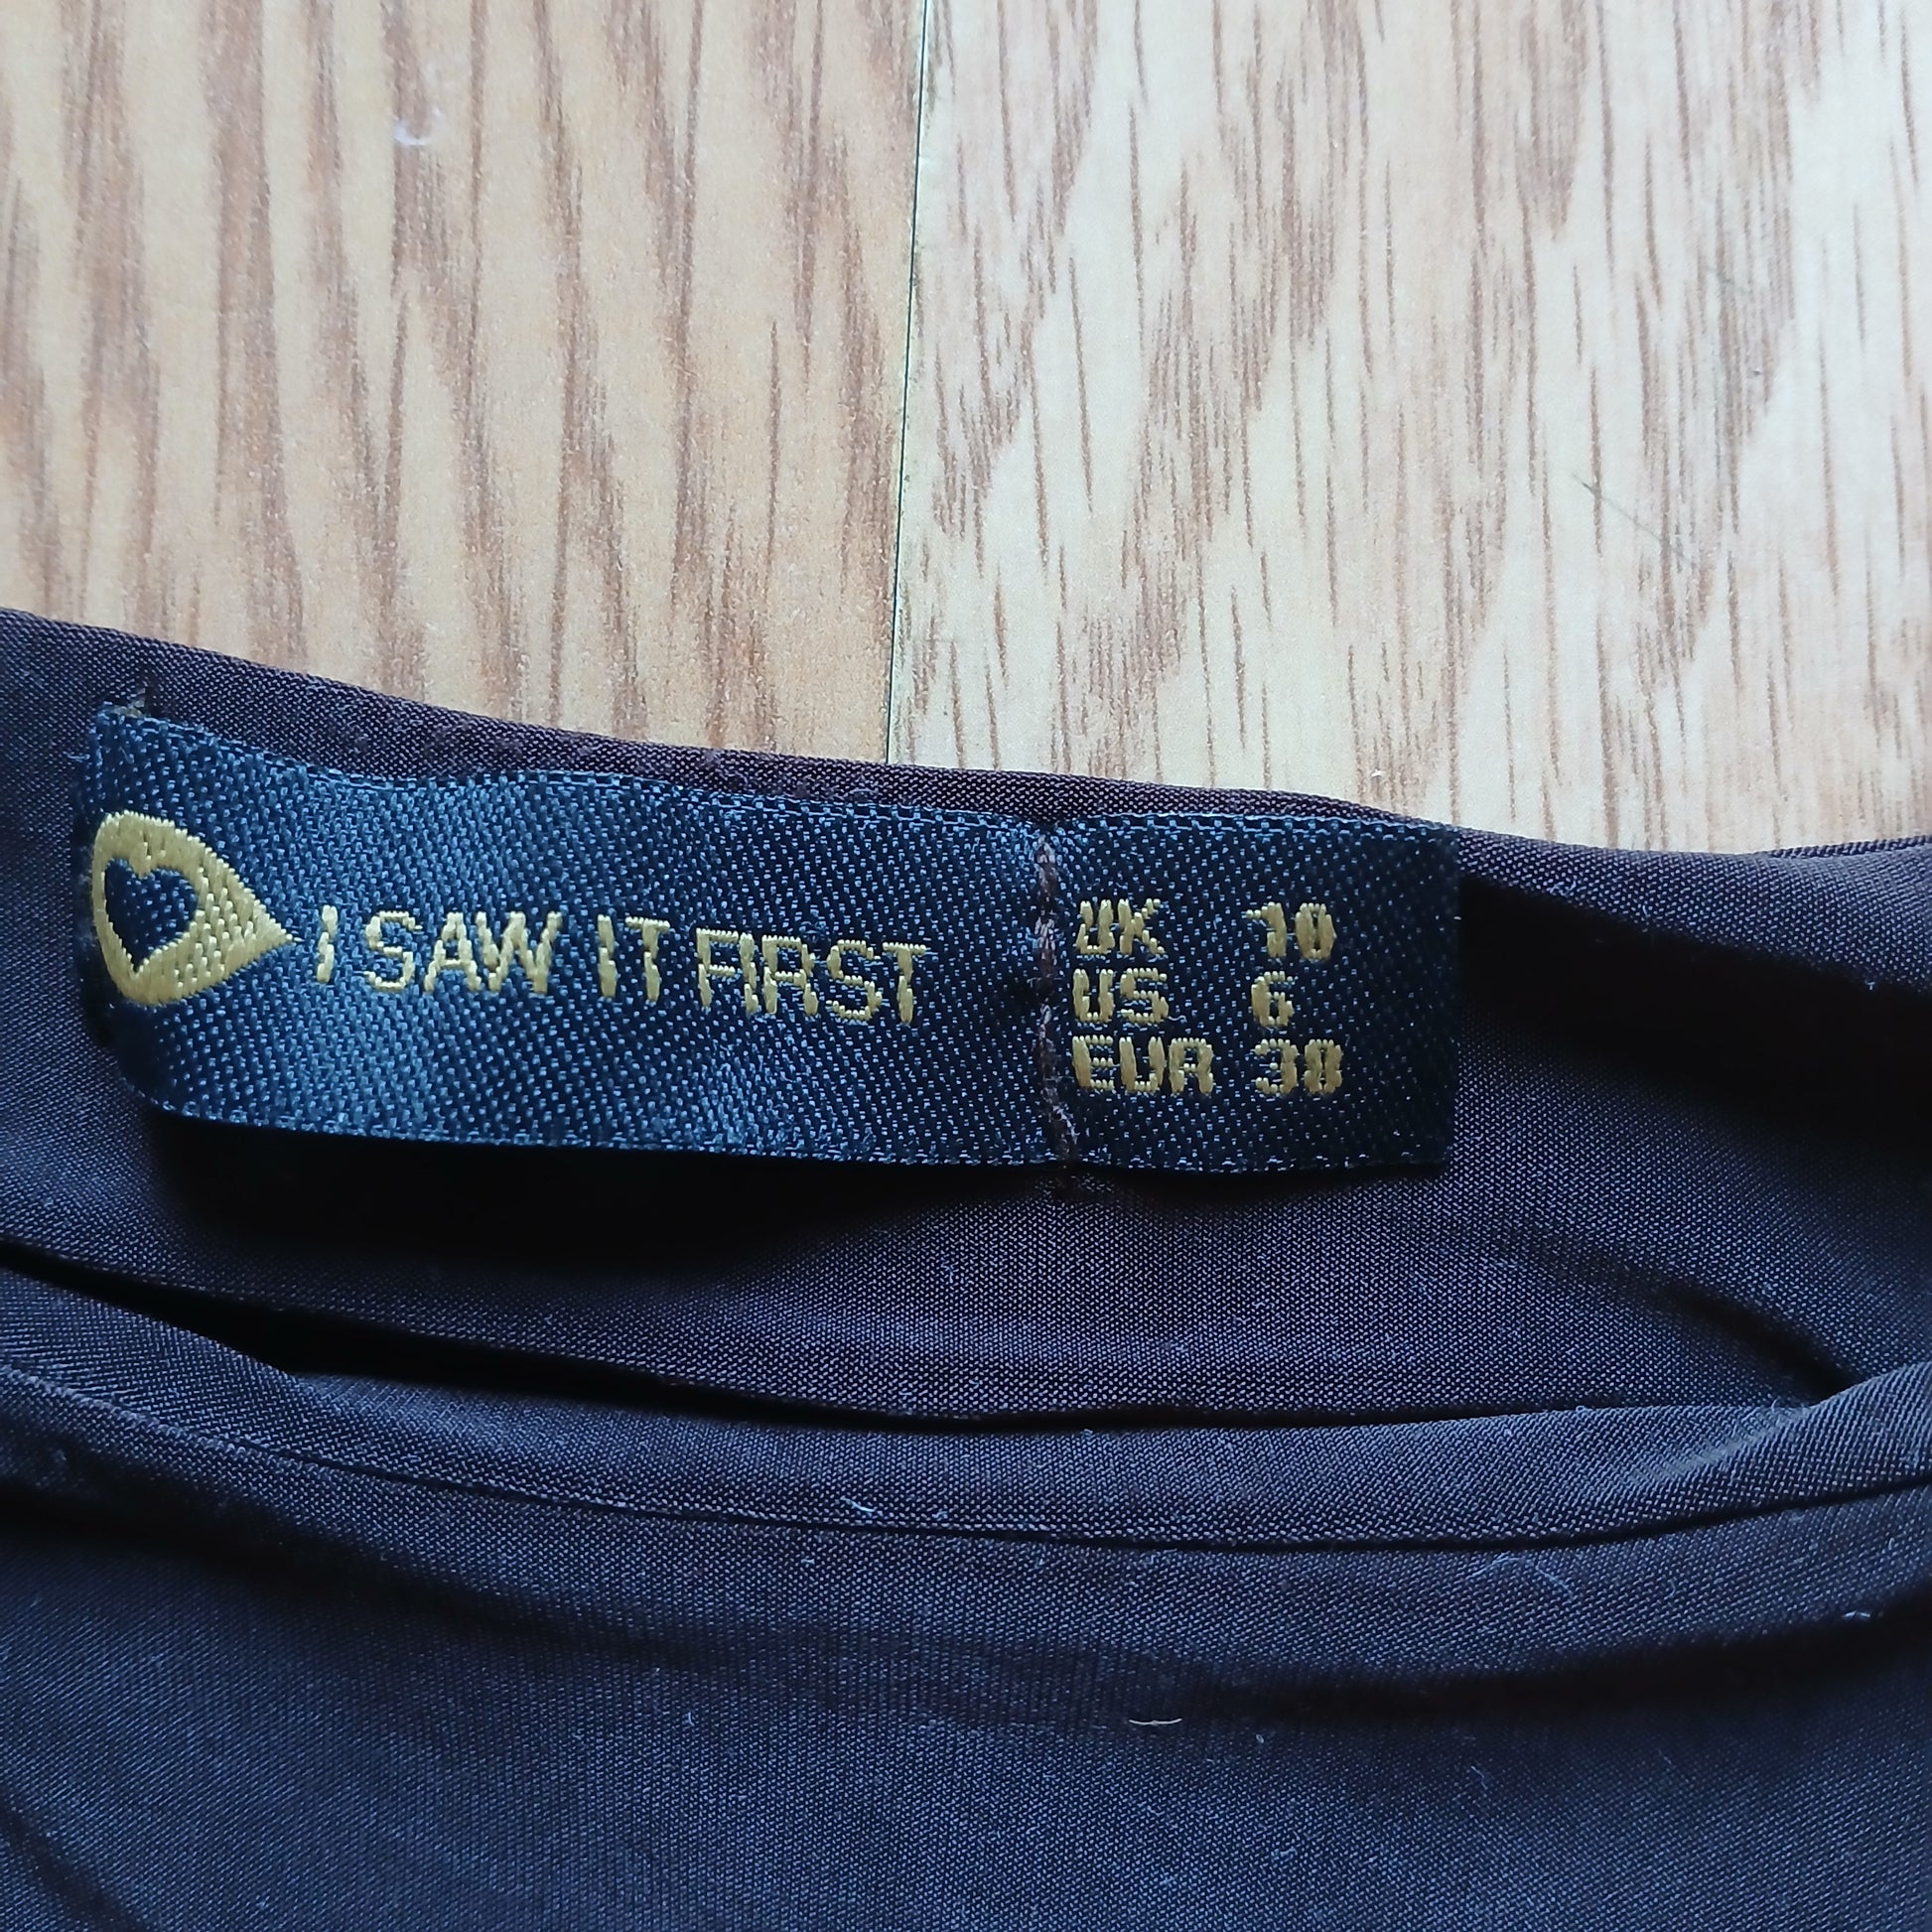 I SAW IT FIRST
UK 10
US 6
EUR 38